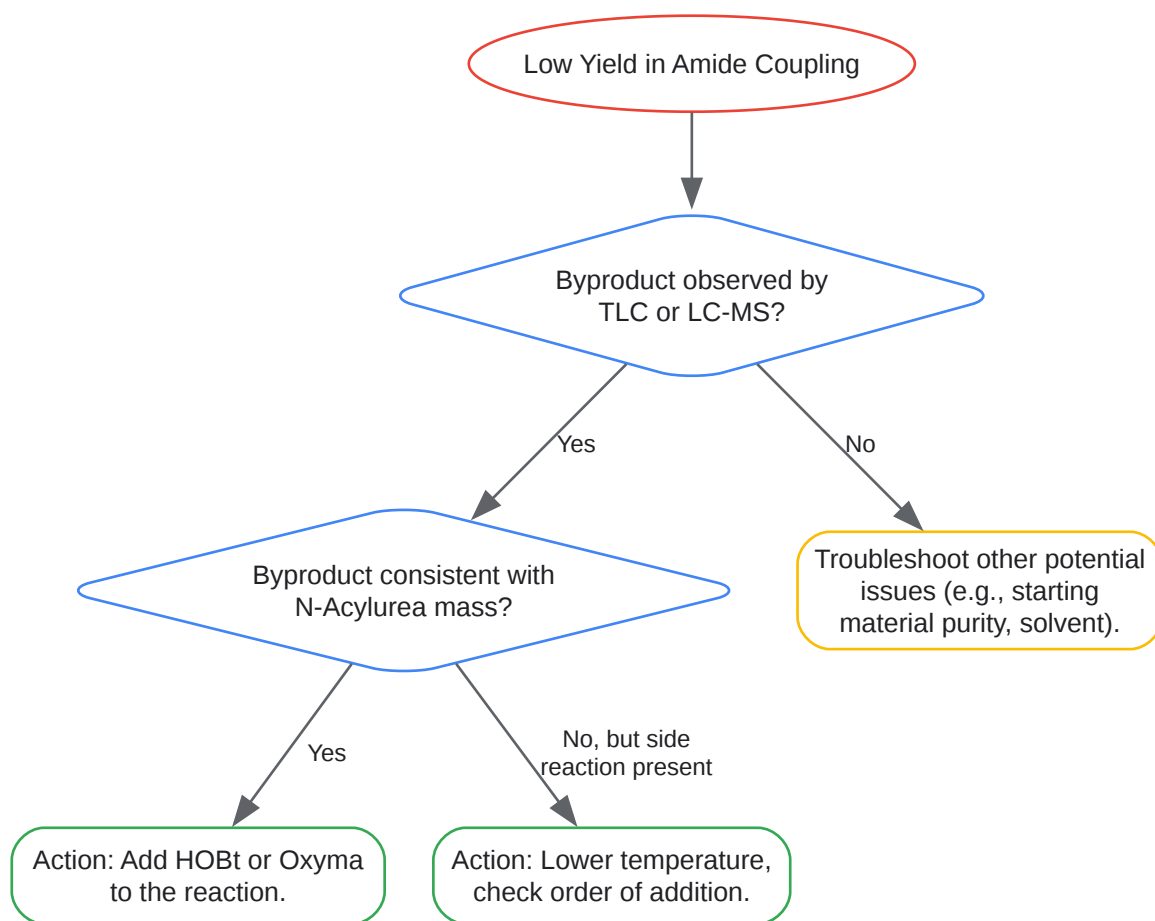 Low Yield in Amide Coupling
Byproduct observed by
TLC or LC-MS?
Yes
No
Byproduct consistent with
N-Acylurea mass?
Troubleshoot other potential
issues (e.g., starting
material purity, solvent).
Yes
No, but side
reaction present
Action: Add HOBt or Oxyma
to the reaction.
Action: Lower temperature,
check order of addition.